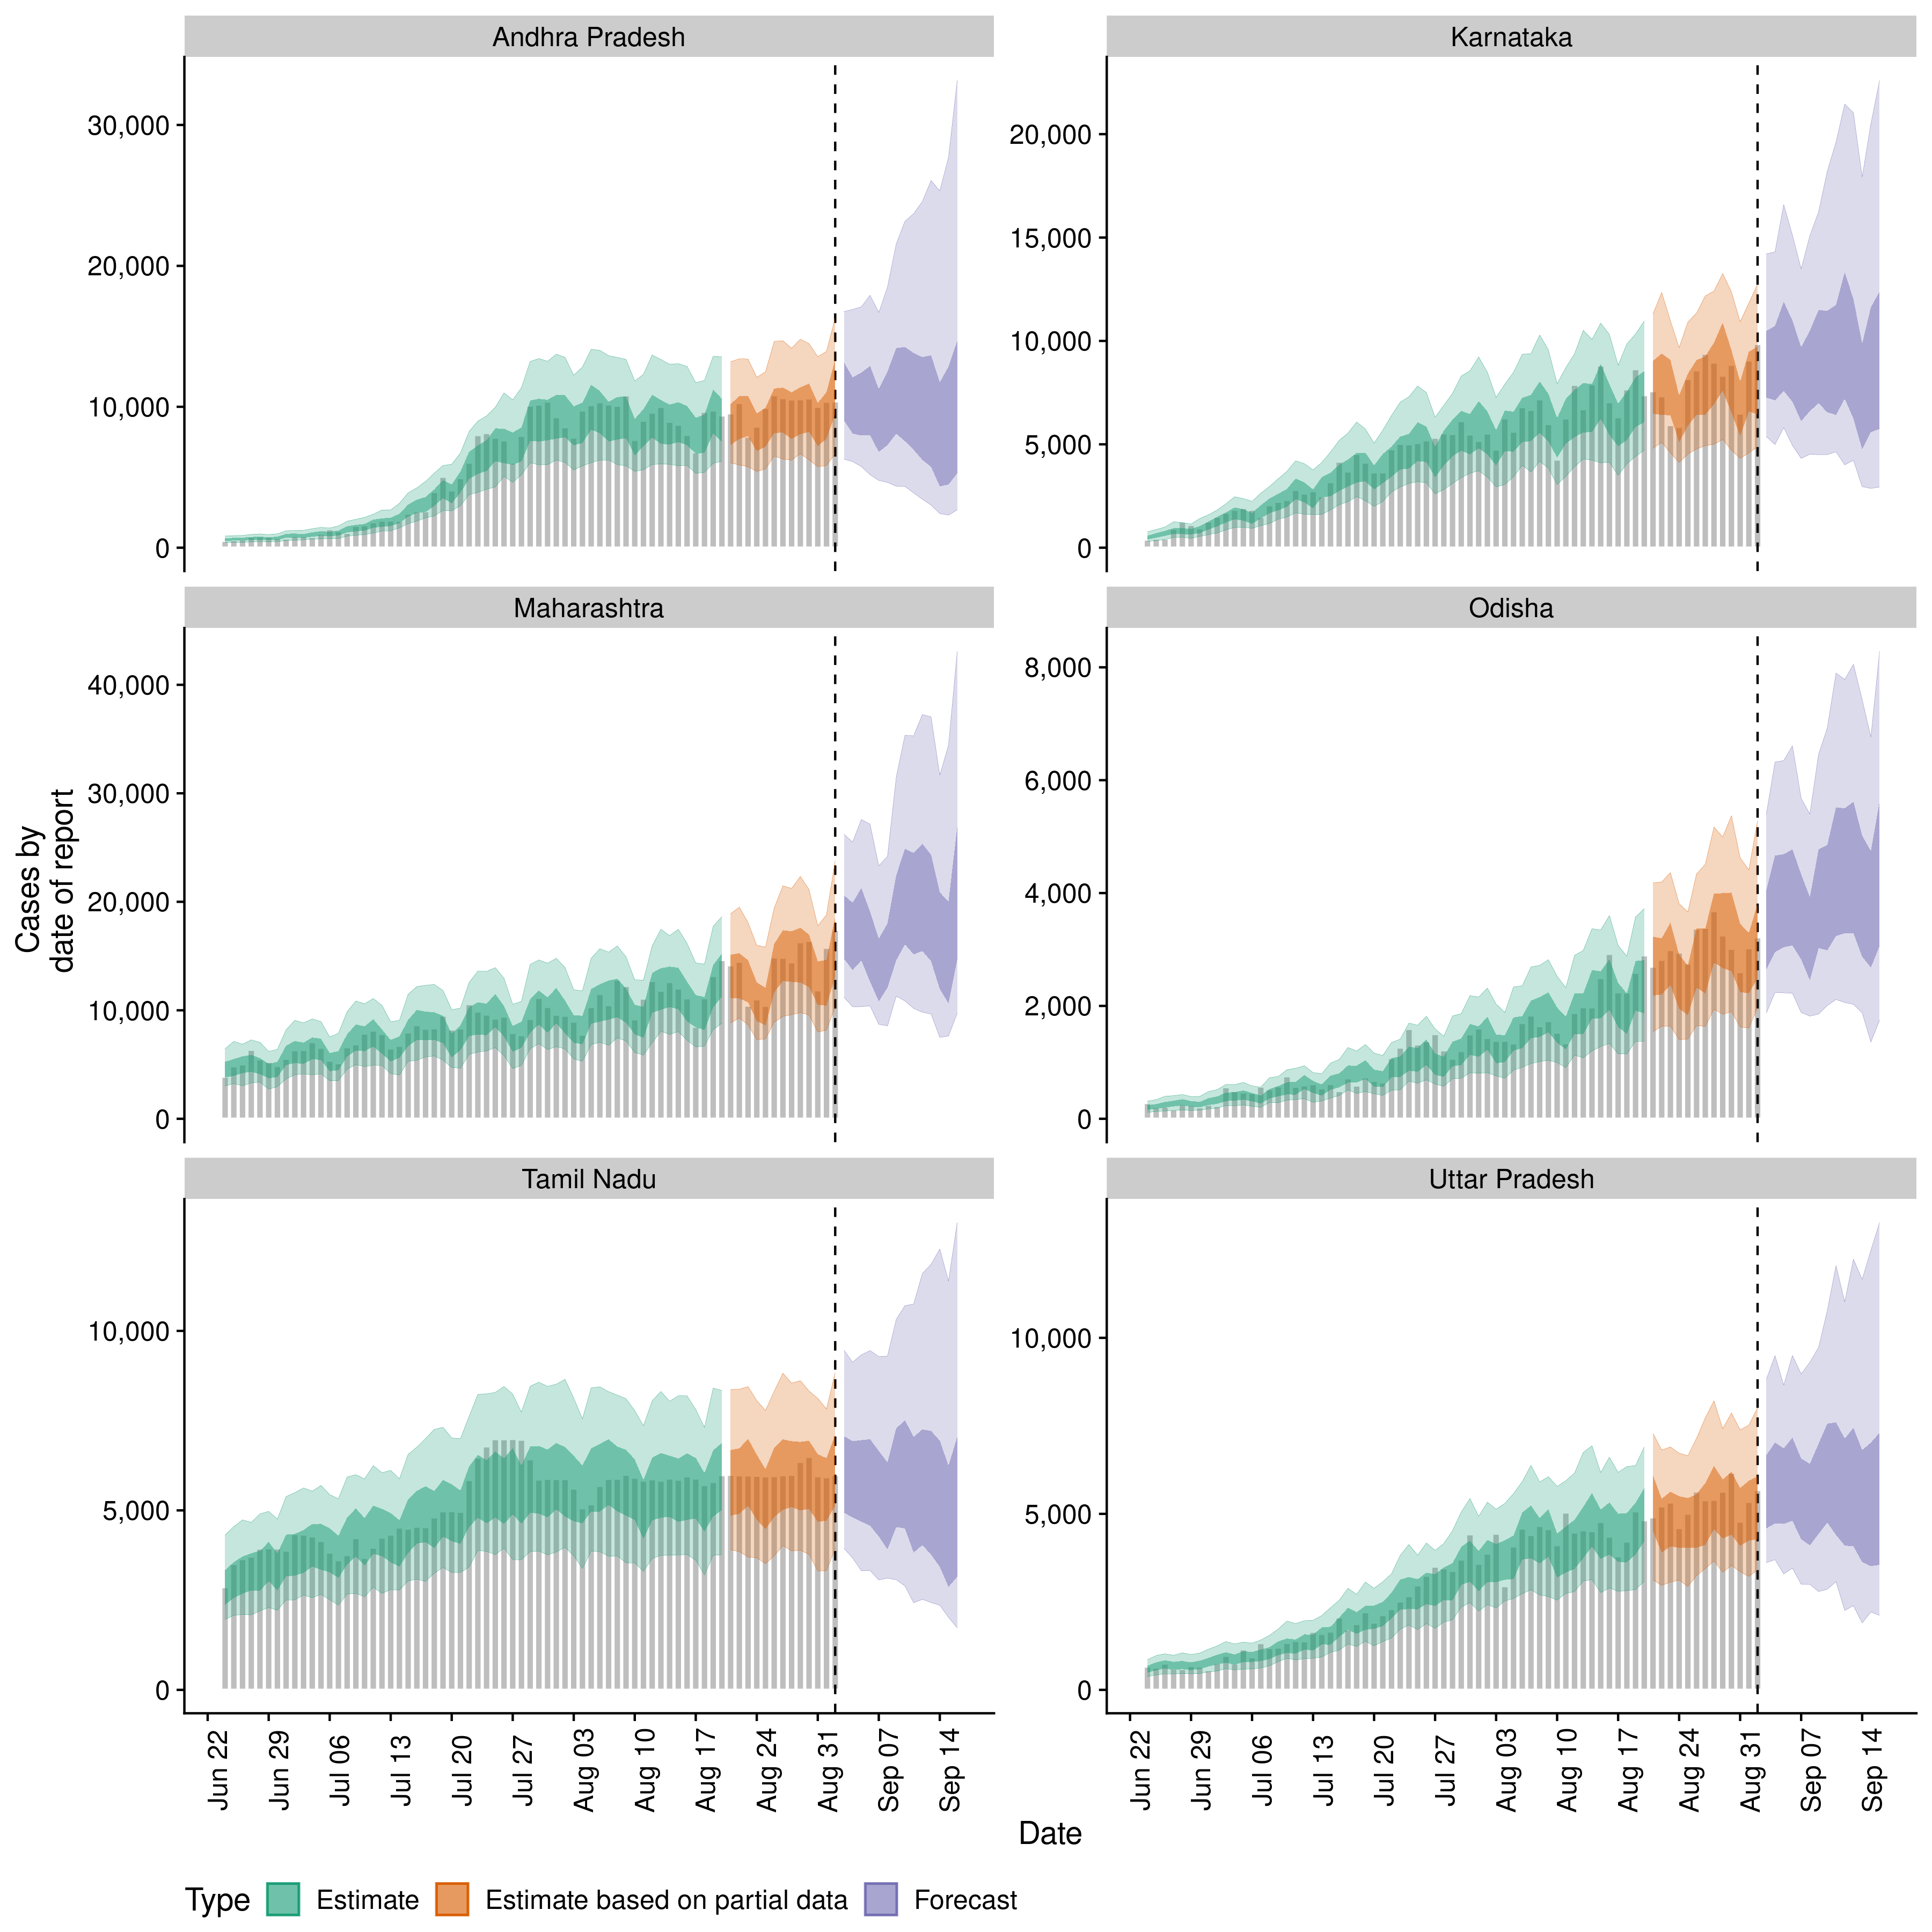 Andhra Pradesh
Karnataka
30,000
20,000
10,000
0
20,000
15,000
10,000
5,000
0
Maharashtra
Odisha
40,000
30,000
20,000
10,000
0
8,000
6,000
4,000
2,000
0
Cases by
date of report
Tamil Nadu
Uttar Pradesh
10,000
5,000
0
10,000
5,000
0
Jun 22
Jun 29
Jul 06
Jul 13
Jul 20
Jul 27
Aug 03
Aug 10
Aug 17
Aug 24
Aug 31
Sep 07
Sep 14
Jun 22
Jun 29
Jul 06
Jul 13
Jul 20
Jul 27
Aug 03
Aug 10
Aug 17
Aug 24
Aug 31
Sep 07
Sep 14
Date
Type Estimate Estimate based on partial data Forecast